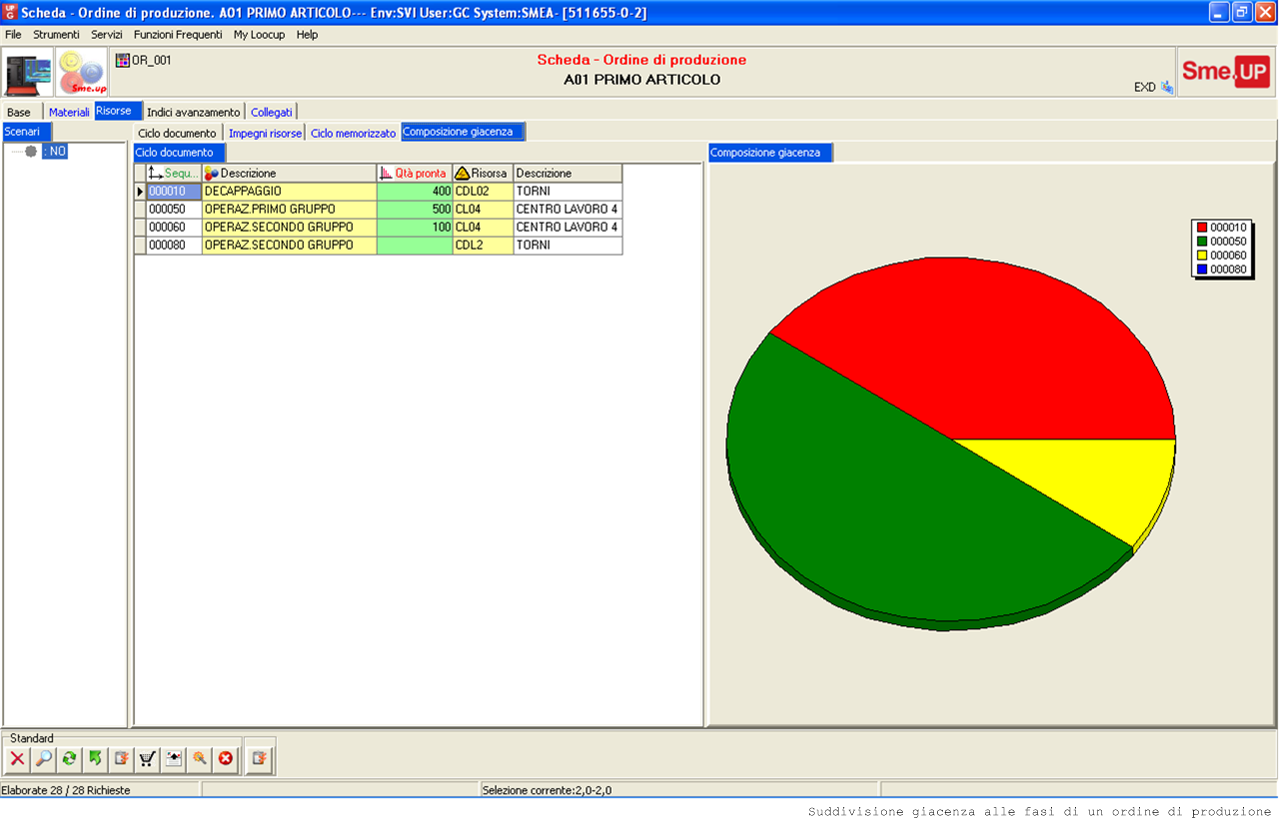 Scheda - Ordine di produzione. A01 PRIMO ARTICOLO--- Env:SVI User:GC System:SMEA- [511655-0-2]
File Strumenti Servizi Funzioni Frequenti My Loocup Help
Sme.up
OR_001
Scheda - Ordine di produzione
A01 PRIMO ARTICOLO
EXD
Sme.UP
Base Materiali Risorse Indici avanzamento Collegati
Scenari
: NO
Ciclo documento Impegni risorse Ciclo memorizzato Composizione giacenza
Ciclo documento
Sequ... Descrizione Qtà pronta Risorsa Descrizione
000010 DECAPPAGGIO 400 CDL02 TORNI
000050 OPERAZ.PRIMO GRUPPO 500 CL04 CENTRO LAVORO 4
000060 OPERAZ.SECONDO GRUPPO 100 CL04 CENTRO LAVORO 4
000080 OPERAZ.SECONDO GRUPPO CDL2 TORNI
Composizione giacenza
000010
000050
000060
000080
Standard
Elaborate 28 / 28 Richieste
Selezione corrente:2,0-2,0
Suddivisione giacenza alle fasi di un ordine di produzione